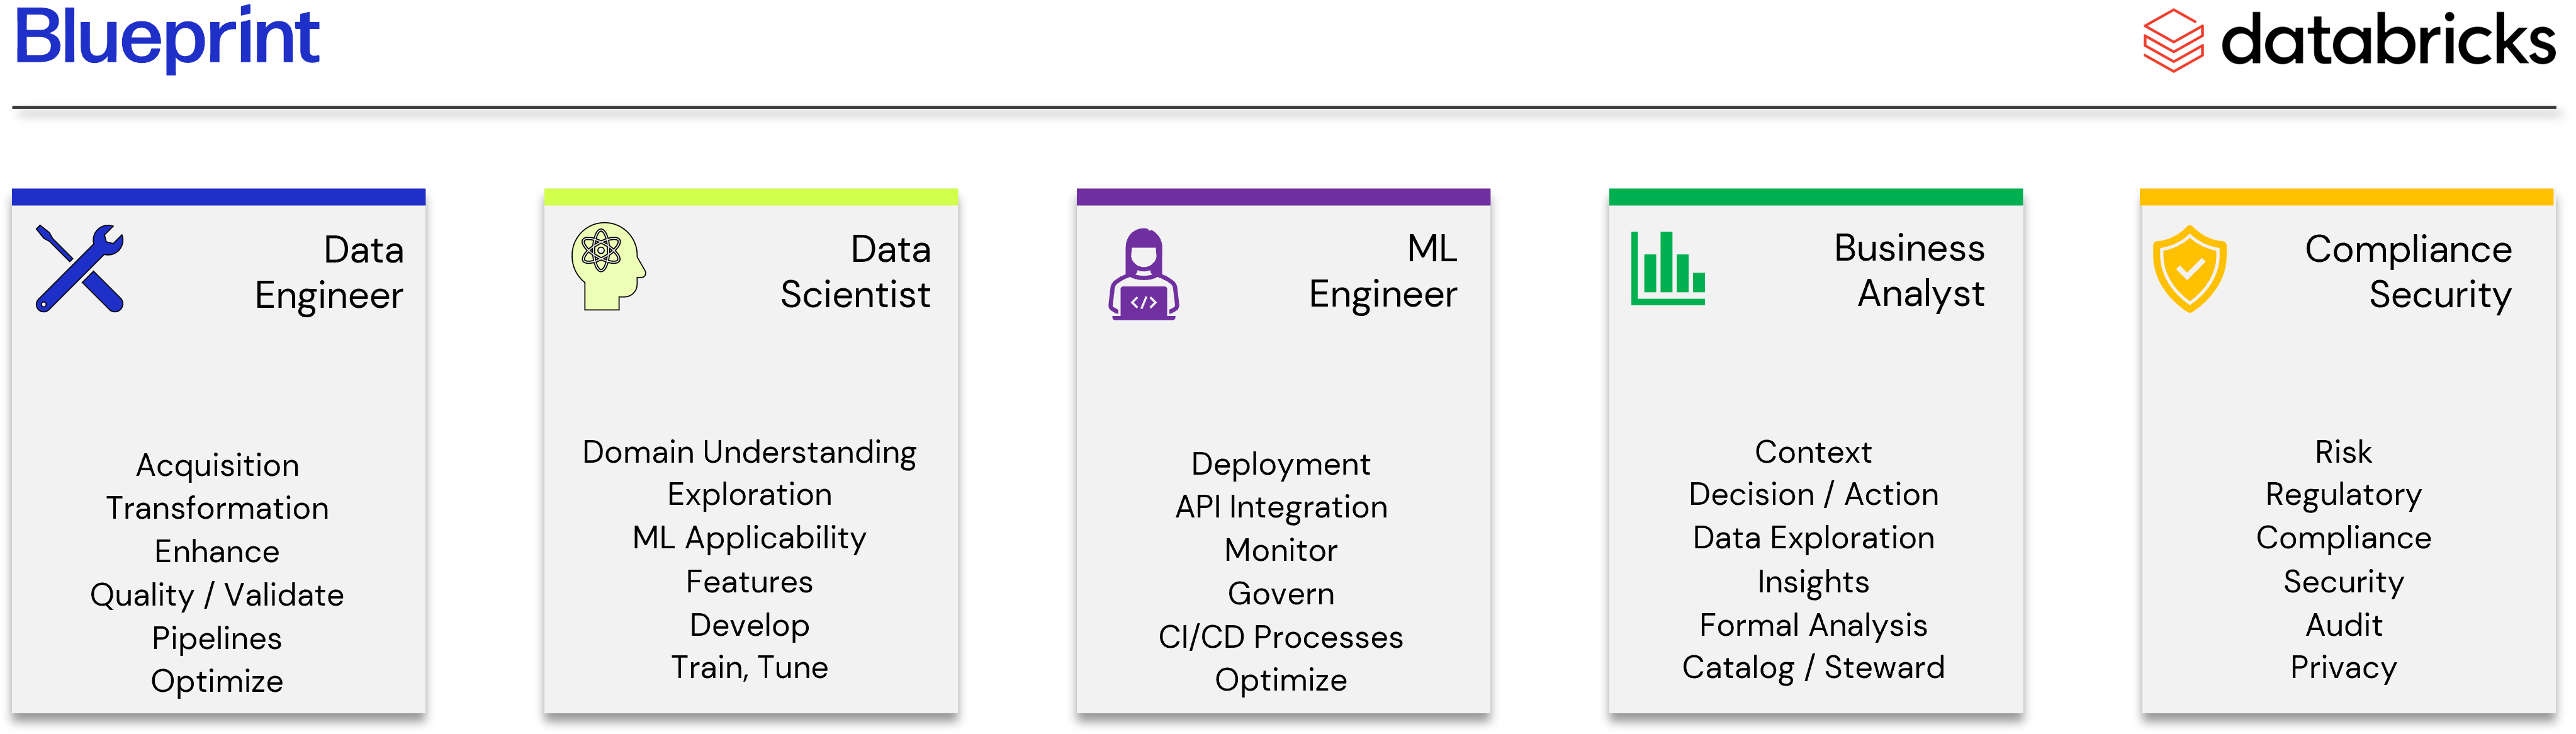 Blueprint
databricks
Data
Engineer
Acquisition
Transformation
Enhance
Quality / Validate
Pipelines
Optimize
Data
Scientist
Domain Understanding
Exploration
ML Applicability
Features
Develop
Train, Tune
ML
Engineer
</>
Deployment
API Integration
Monitor
Govern
CI/CD Processes
Optimize
Business
Analyst
Context
Decision / Action
Data Exploration
Insights
Formal Analysis
Catalog / Steward
Compliance
Security
Risk
Regulatory
Compliance
Security
Audit
Privacy